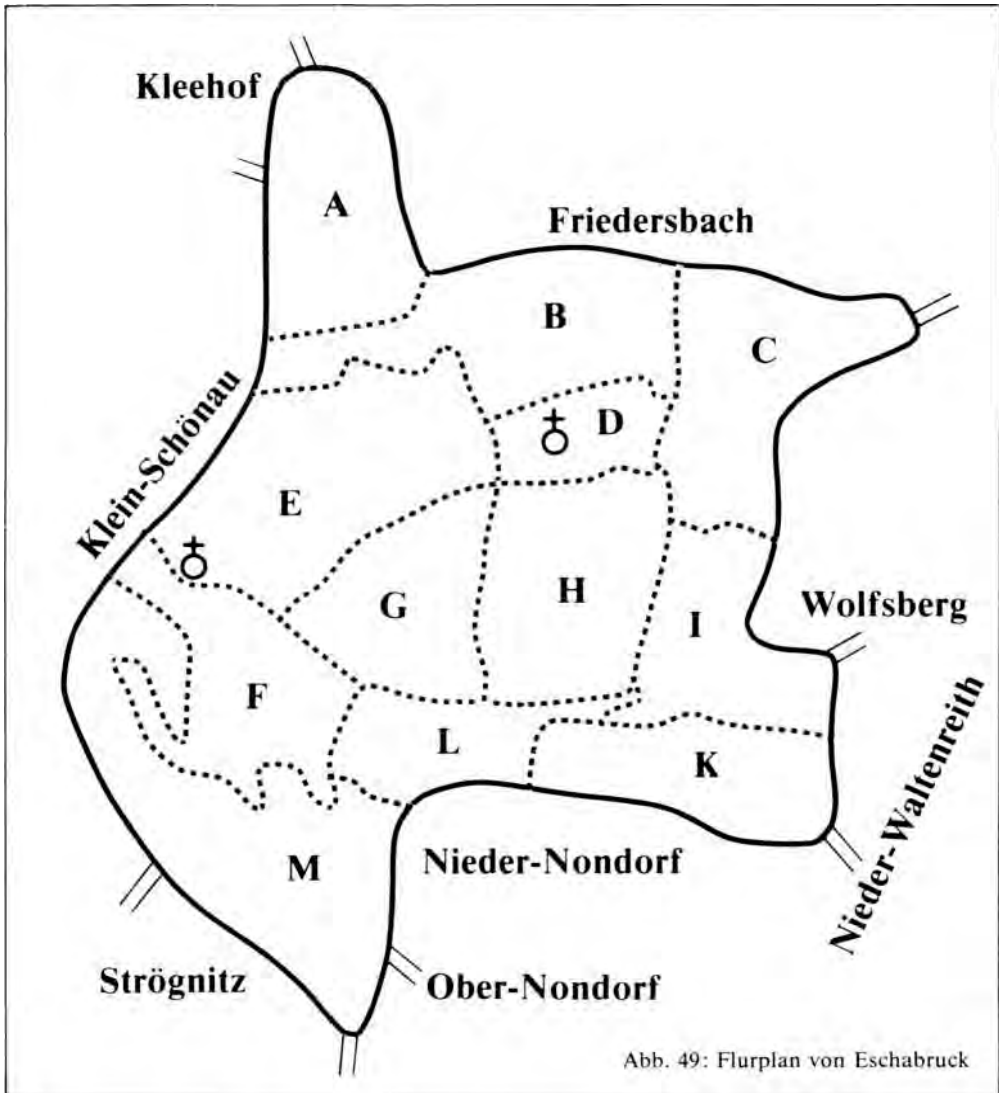 Kleehof
A
Friedersbach
B
C
Klein-Schönau
D
E
G
H
Wolfsberg
I
F
L
K
Nieder-Waltenreith
M
Nieder-Nondorf
Strögnitz
Ober-Nondorf
Abb. 49: Flurplan von Eschabruck